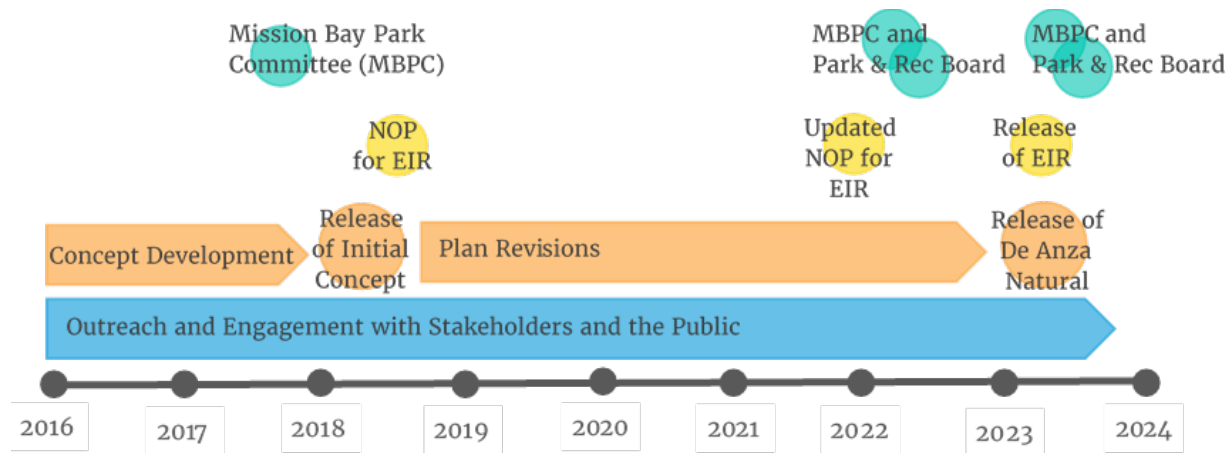 Mission Bay Park
Committee (MBPC)
MBPC and
Park & Rec Board
MBPC and
Park & Rec Board
NOP
for EIR
Updated
NOP for
EIR
Release
of EIR
Concept Development
Release
of Initial
Concept
Plan Revisions
Release of
De Anza
Natural
Outreach and Engagement with Stakeholders and the Public
2016
2017
2018
2019
2020
2021
2022
2023
2024